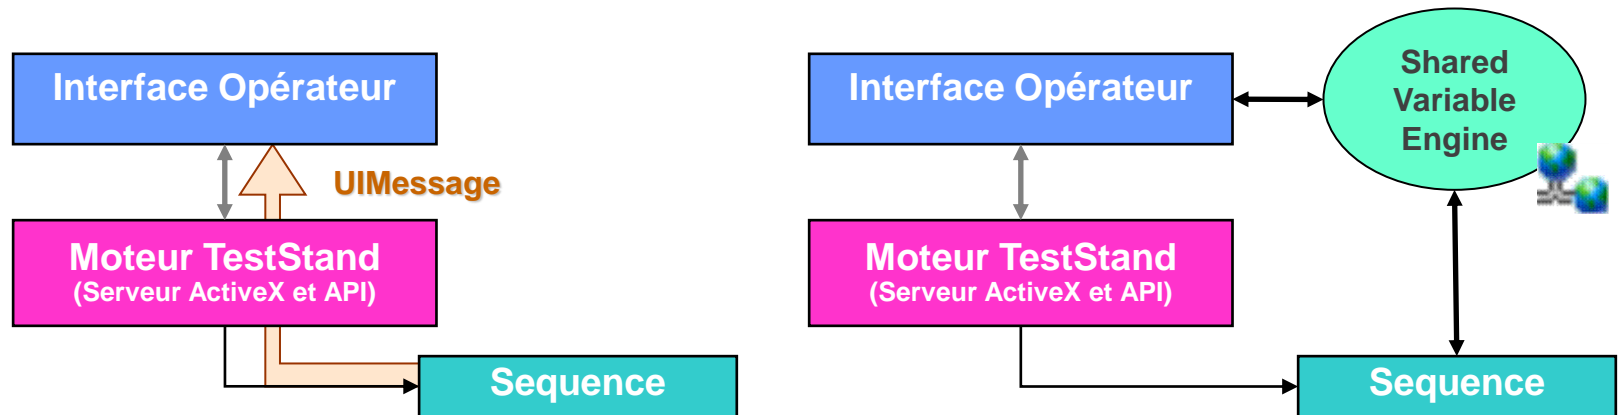 Interface Opérateur
UIMessage
Moteur TestStand
(Serveur ActiveX et API)
Sequence
Interface Opérateur
Shared
Variable
Engine
Moteur TestStand
(Serveur ActiveX et API)
Sequence